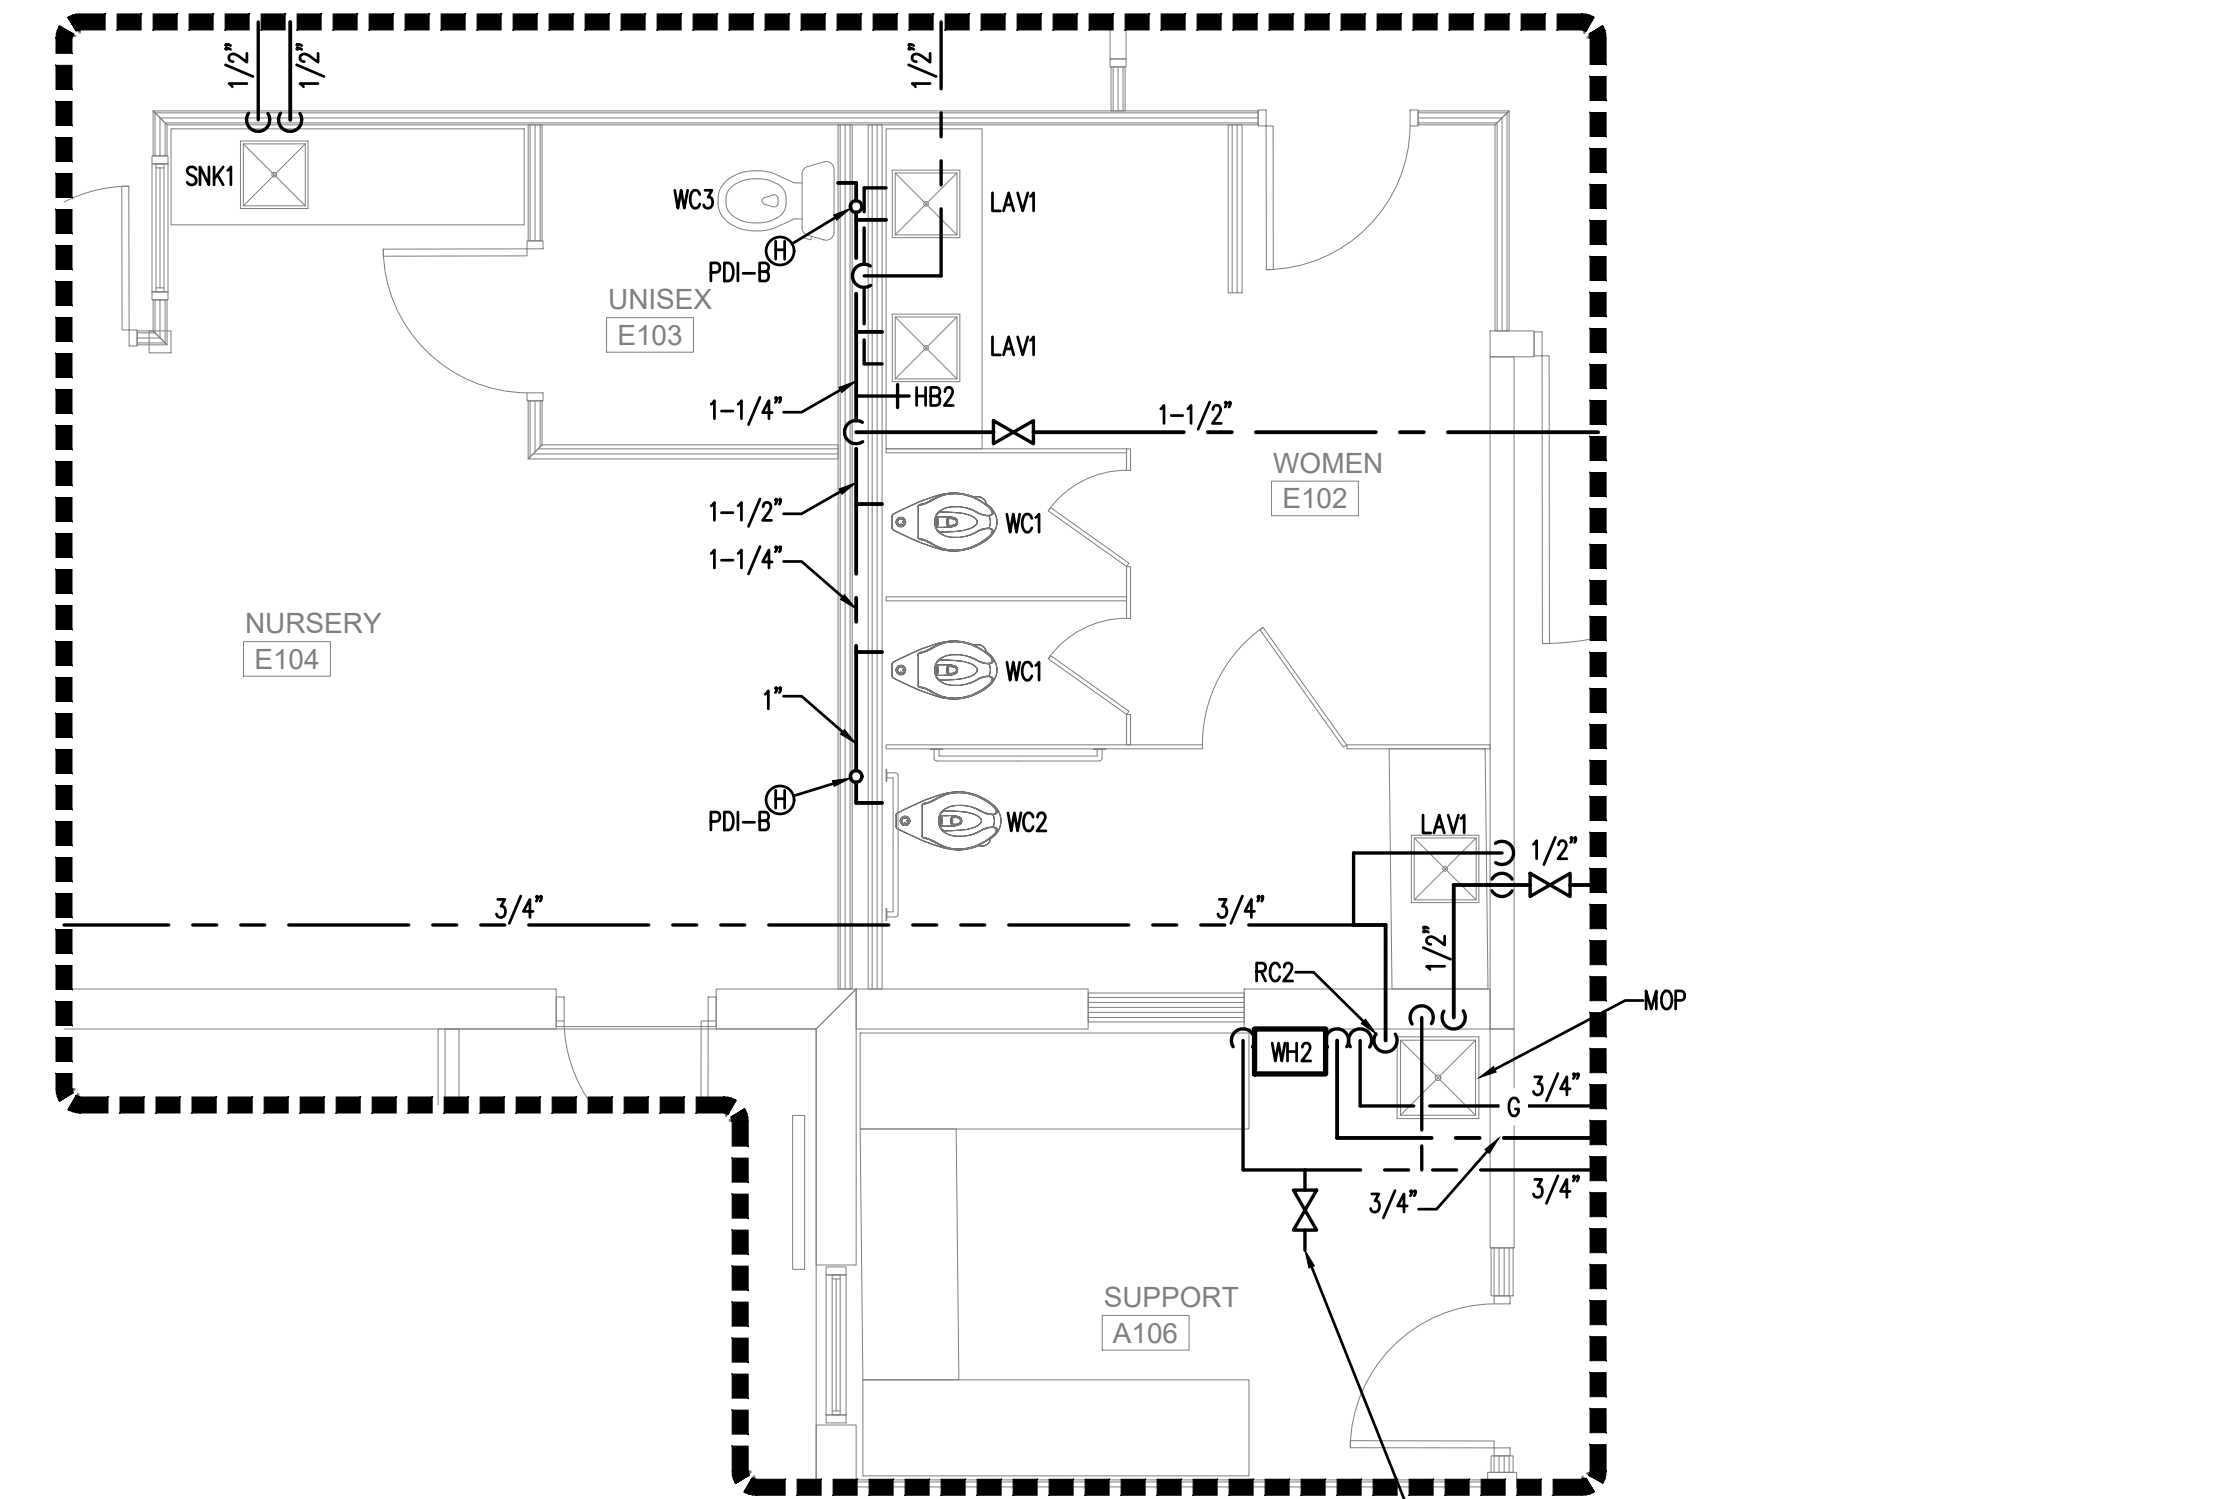 1/2"
1/2"
1/2"
SNK1
WC3
LAV1
H
PDI-B
UNISEX
E103
LAV1
HB2
1-1/4"
1-1/2"
WOMEN
E102
1-1/2"
WC1
1-1/4"
NURSERY
E104
WC1
1"
H
PDI-B
WC2
LAV1
1/2"
3/4"
3/4"
1/2"
RC2
MOP
WH2
3/4"
G
3/4"
3/4"
SUPPORT
A106